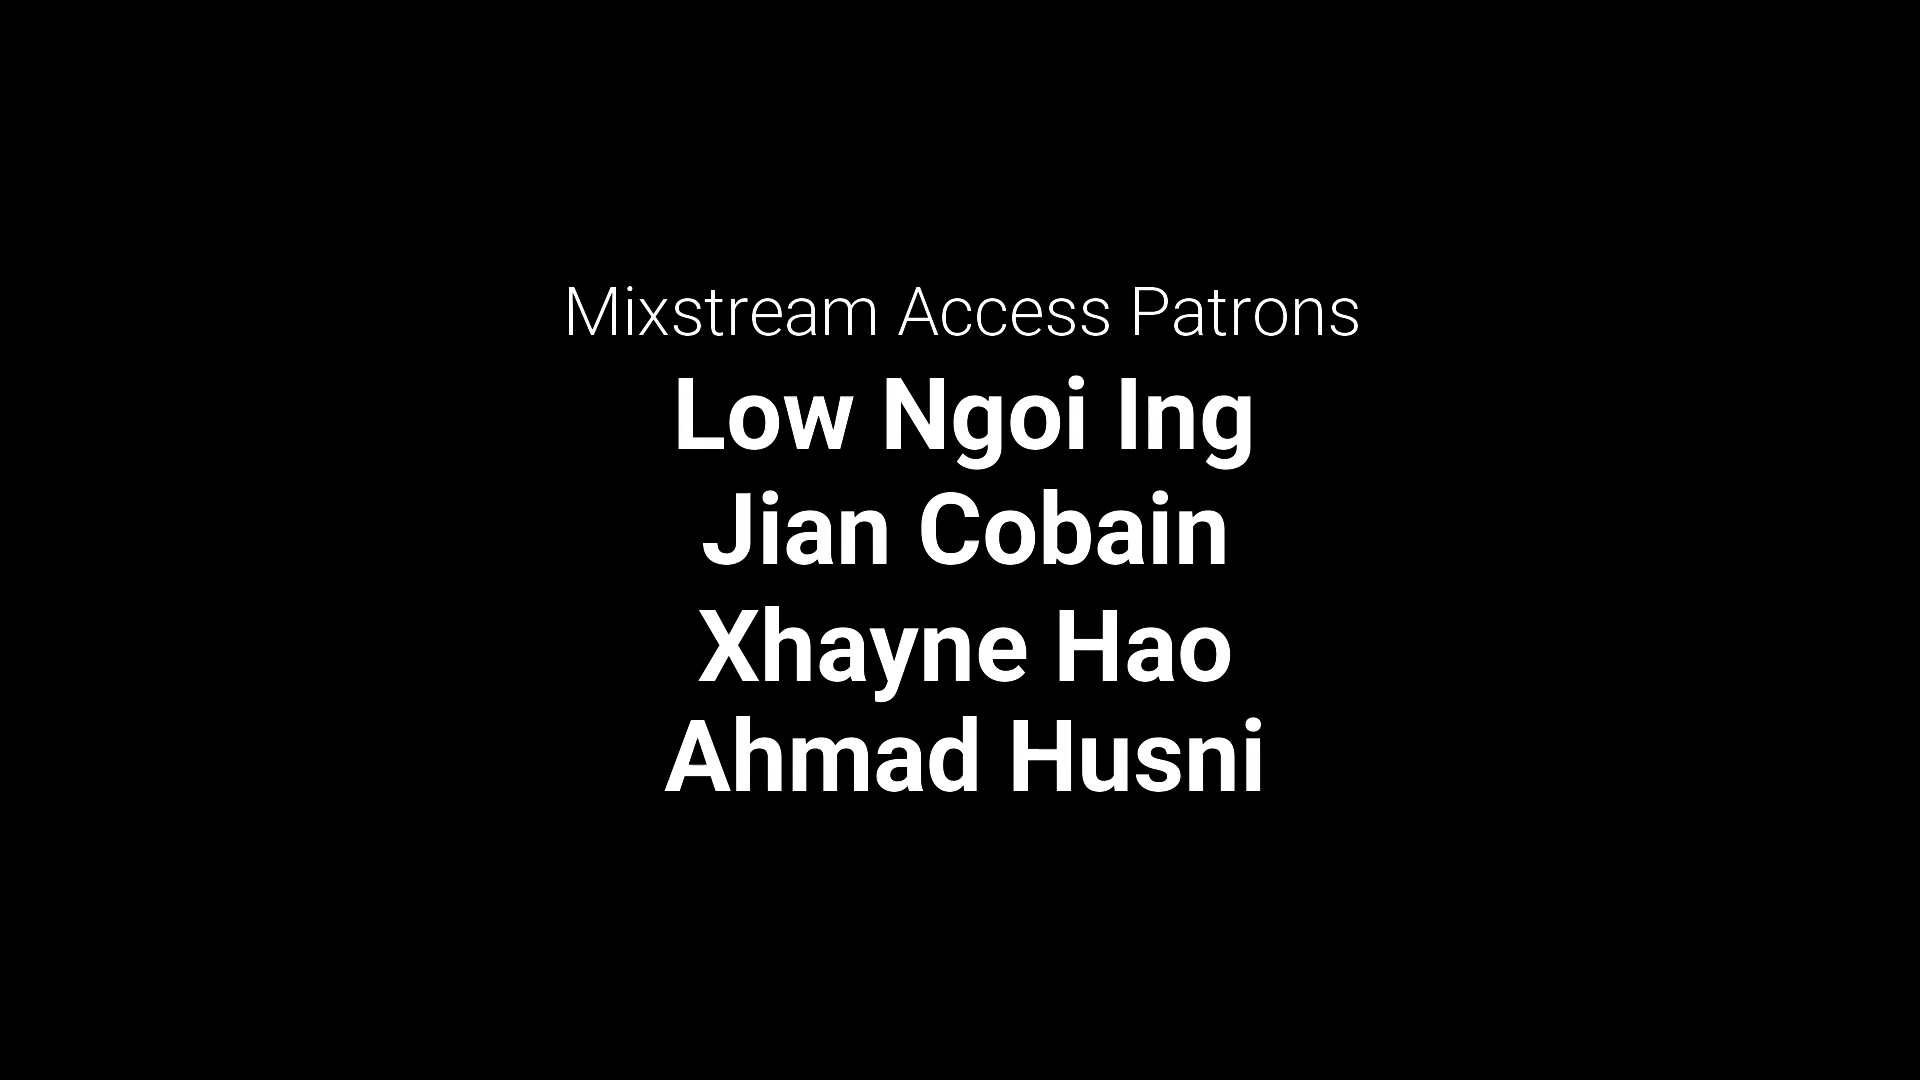 Mixstream Access Patrons
Low Ngoi Ing
Jian Cobain
Xhayne Hao
Ahmad Husni